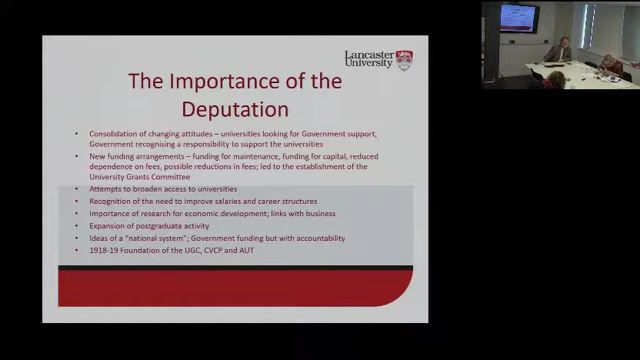 Lancaster
University
The Importance of the
Deputation
• Consolidation of changing attitudes – universities looking for Government support,
Government recognising a responsibility to support the universities
• New funding arrangements – funding for maintenance, funding for capital, reduced
dependence on fees, possible reductions in fees; led to the establishment of the
University Grants Committee
• Attempts to broaden access to universities
• Recognition of the need to improve salaries and career structures
• Importance of research for economic development; links with business
• Expansion of postgraduate activity
• Ideas of a "national system"; Government funding but with accountability
• 1918-19 Foundation of the UGC, CVCP and AUT